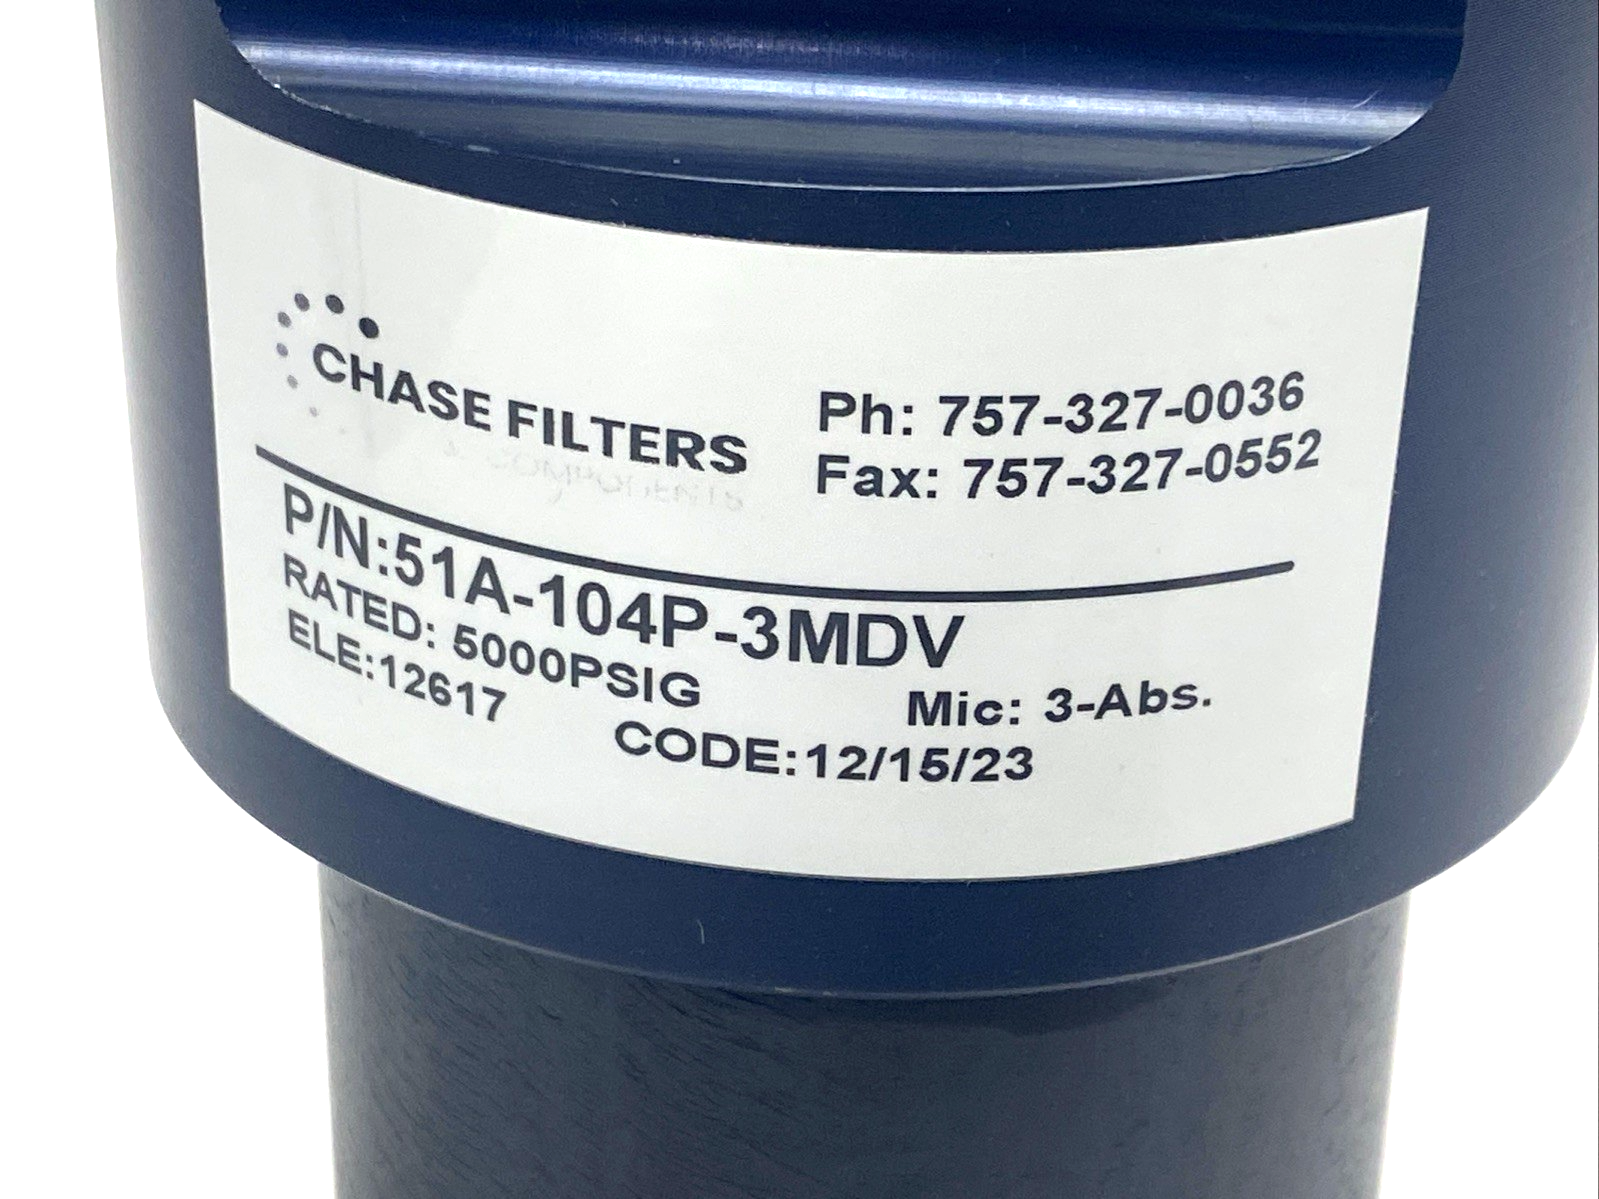 CHASE FILTERS
Ph: 757-327-0036
Fax: 757-327-0552
P/N:51A-104P-3MDV
RATED: 5000PSIG
Mic: 3-Abs.
ELE:12617
CODE:12/15/23